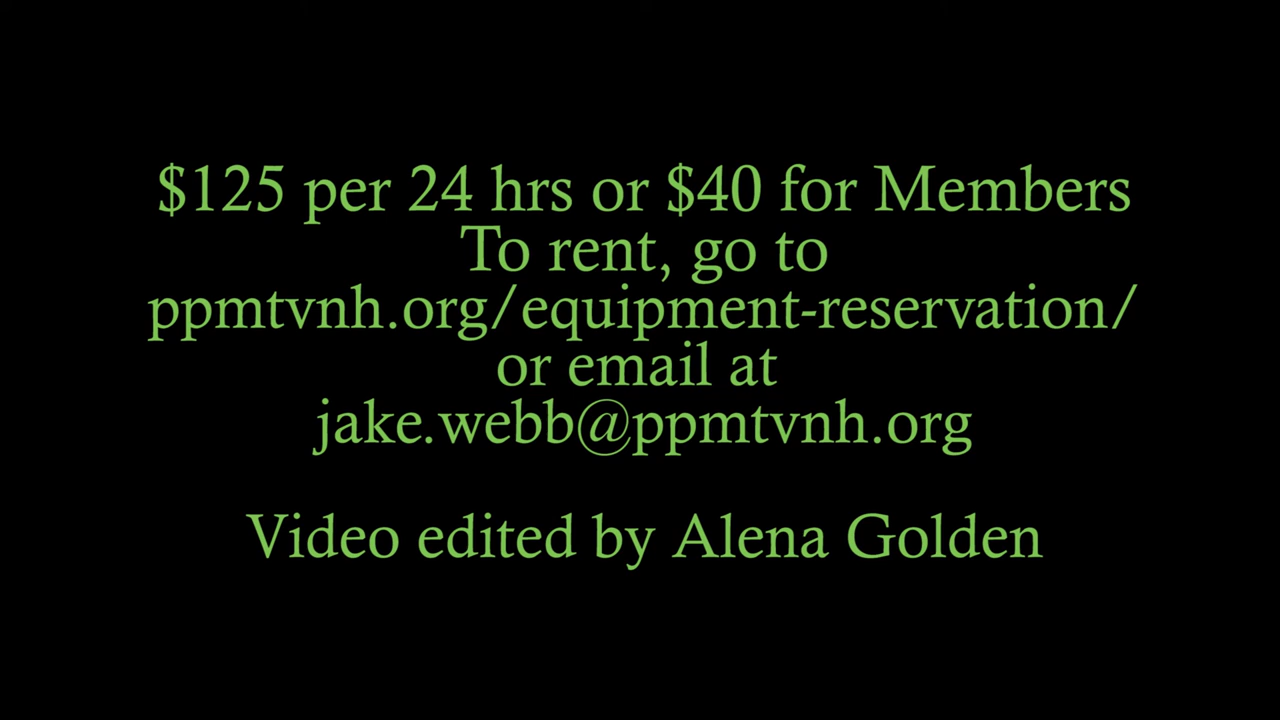 $125 per 24 hrs or $40 for Members
To rent, go to
ppmtvnh.org/equipment-reservation/
or email at
jake.webb@ppmtvnh.org
Video edited by Alena Golden